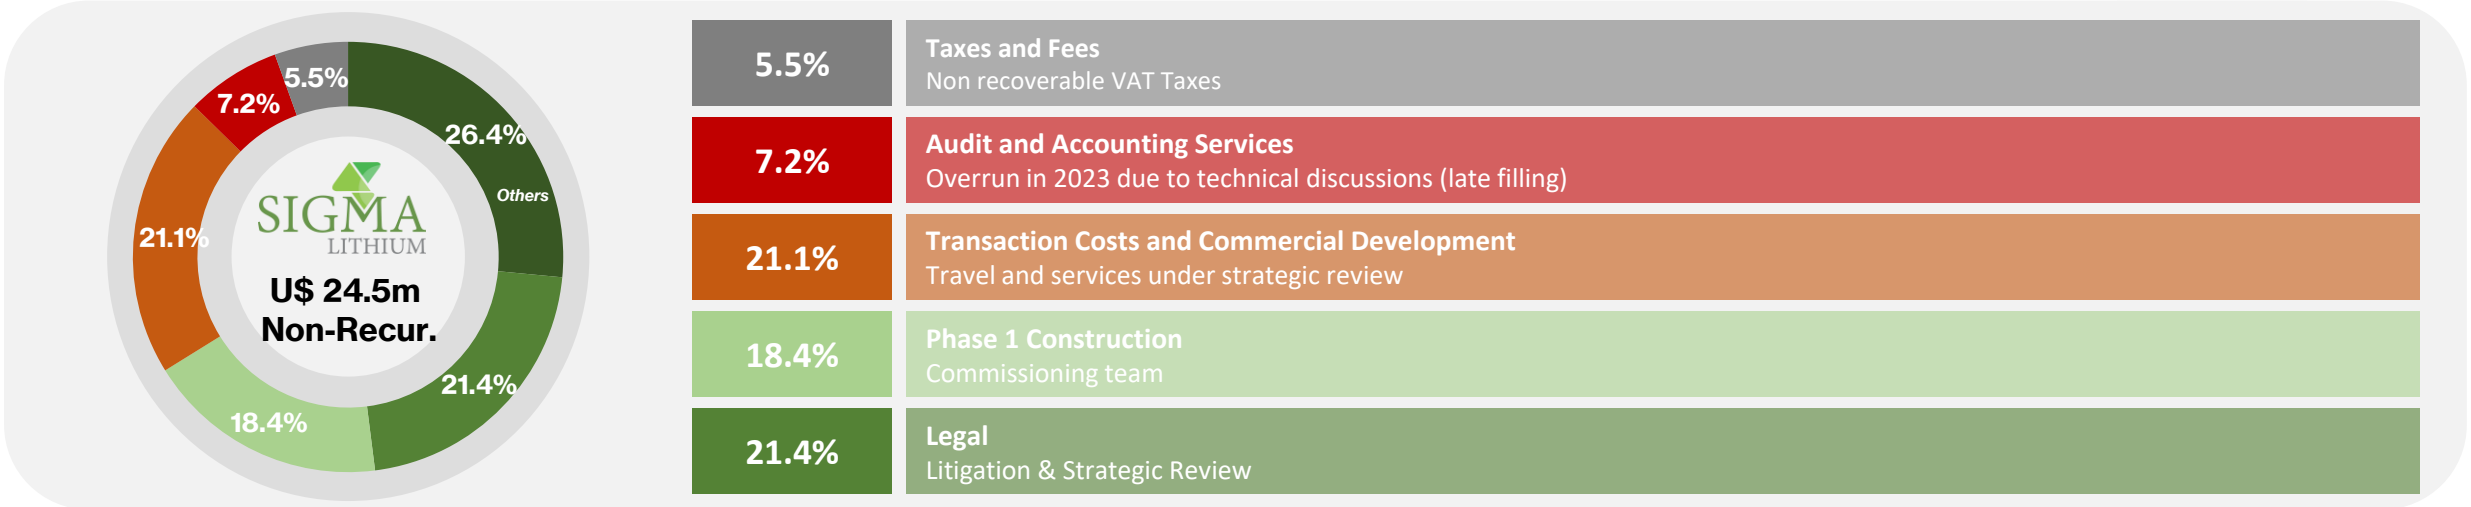 5.5%
7.2%
26.4%
Others
21.1%
SIGMA
LITHIUM
U$ 24.5m
Non-Recur.
21.4%
18.4%
5.5%
Taxes and Fees
Non recoverable VAT Taxes
7.2%
Audit and Accounting Services
Overrun in 2023 due to technical discussions (late filling)
21.1%
Transaction Costs and Commercial Development
Travel and services under strategic review
18.4%
Phase 1 Construction
Commissioning team
21.4%
Legal
Litigation & Strategic Review